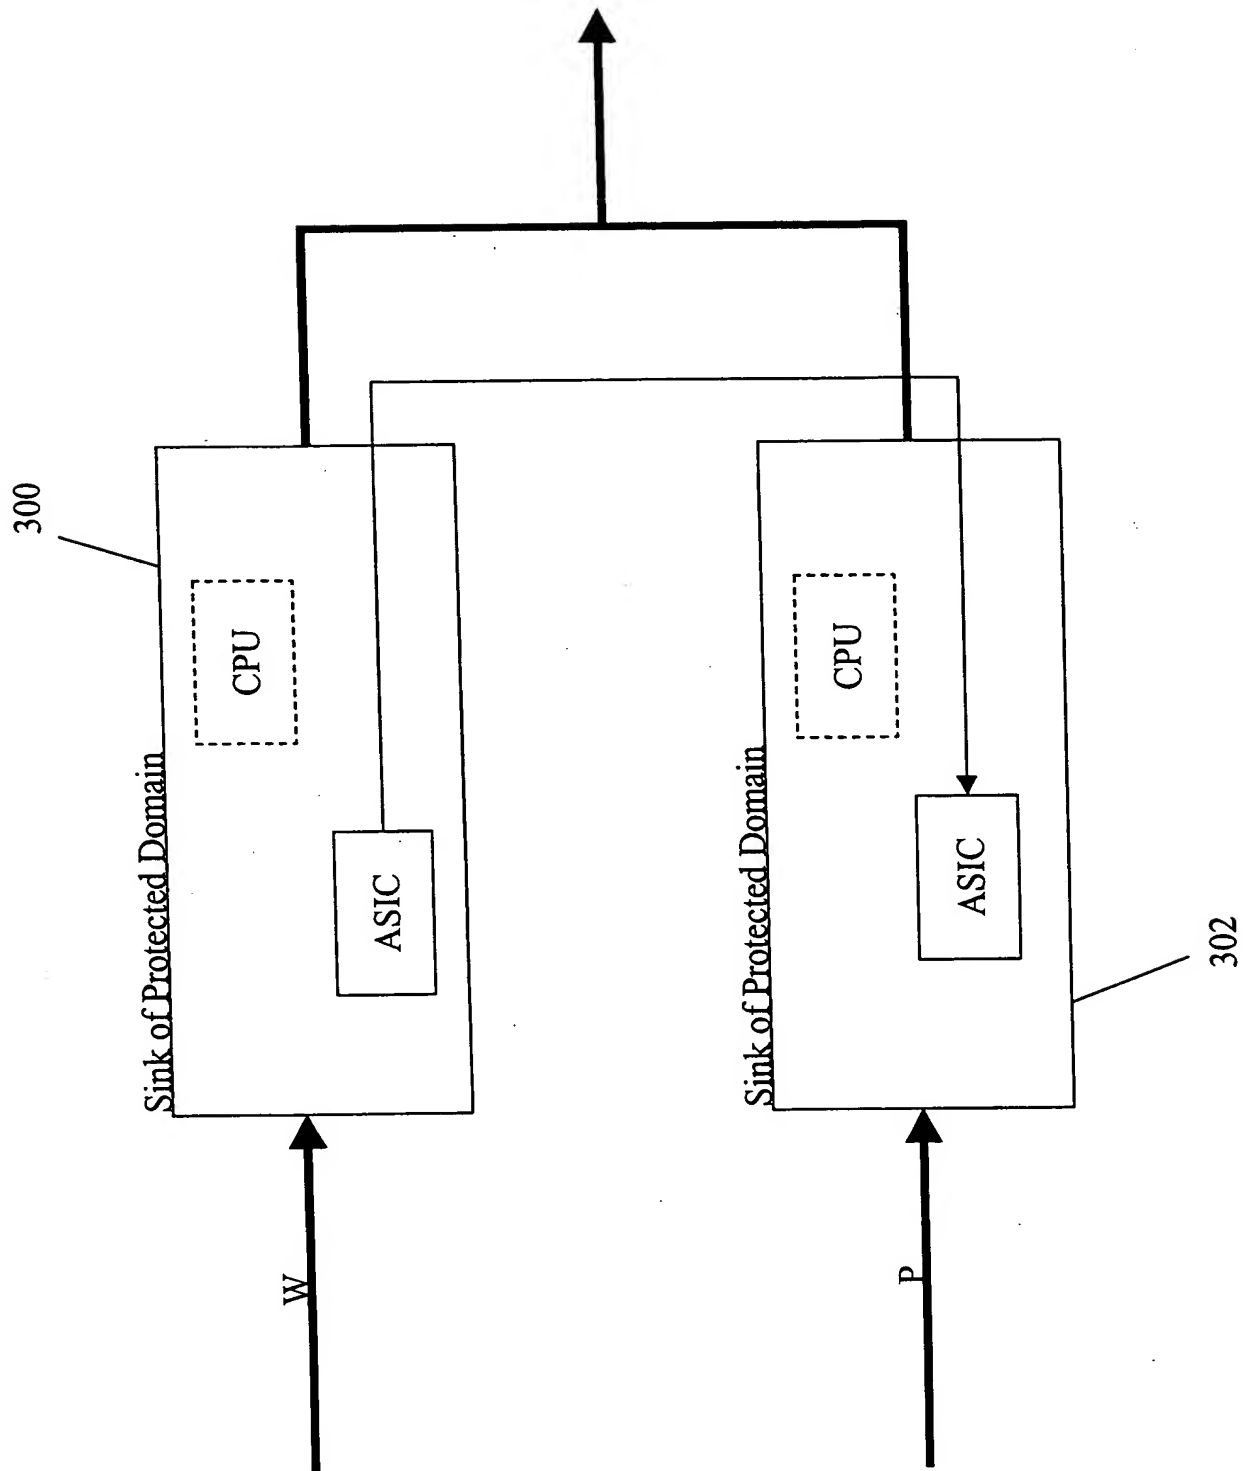 300
Sink of Protected Domain
CPU
ASIC
W
Sink of Protected Domain
CPU
ASIC
P
302